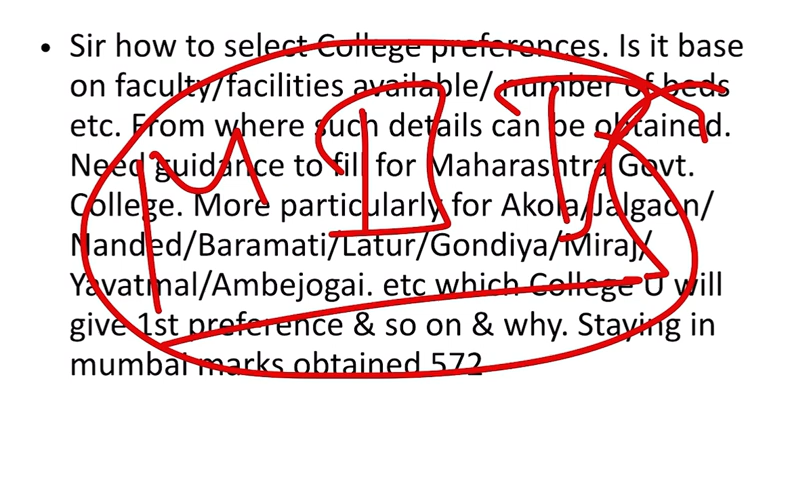 • Sir how to select College preferences. Is it base
on faculty/facilities available/ number of beds
etc. From where such details can be obtained.
Need guidance to fill for Maharashtra Govt.
College. More particularly for Akola/Jalgaon/
Nanded/Baramati/Latur/Gondiya/Miraj/
Yavatmal/Ambejogai. etc which College U will
give 1st preference & so on & why. Staying in
mumbai marks obtained 572